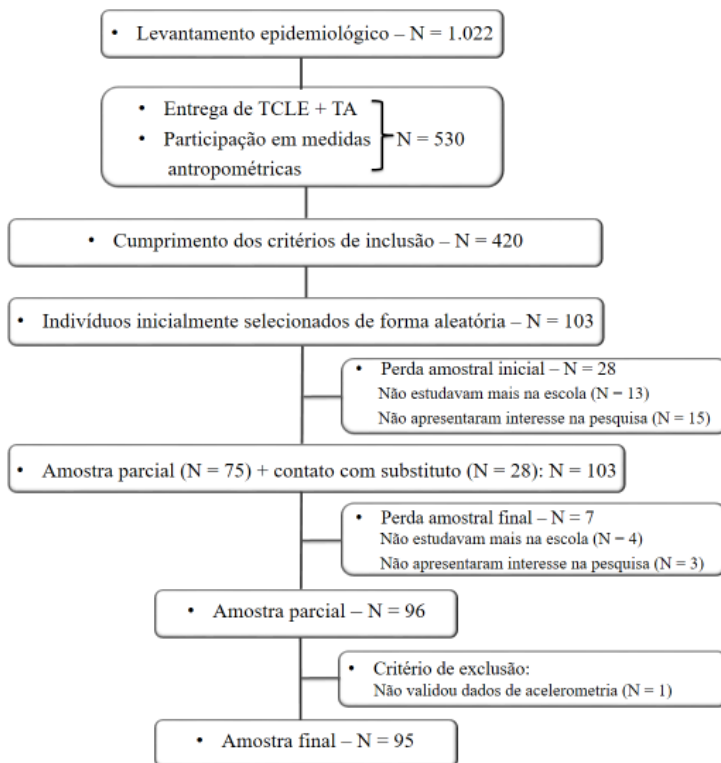 • Levantamento epidemiológico – N = 1.022
• Entrega de TCLE + TA
• Participação em medidas antropométricas
N = 530
• Cumprimento dos critérios de inclusão – N = 420
• Indivíduos inicialmente selecionados de forma aleatória – N = 103
• Perda amostral inicial – N = 28
Não estudavam mais na escola (N = 13)
Não apresentaram interesse na pesquisa (N = 15)
• Amostra parcial (N = 75) + contato com substituto (N = 28): N = 103
• Perda amostral final – N = 7
Não estudavam mais na escola (N = 4)
Não apresentaram interesse na pesquisa (N = 3)
• Amostra parcial – N = 96
• Critério de exclusão:
Não validou dados de acelerometria (N = 1)
• Amostra final – N = 95